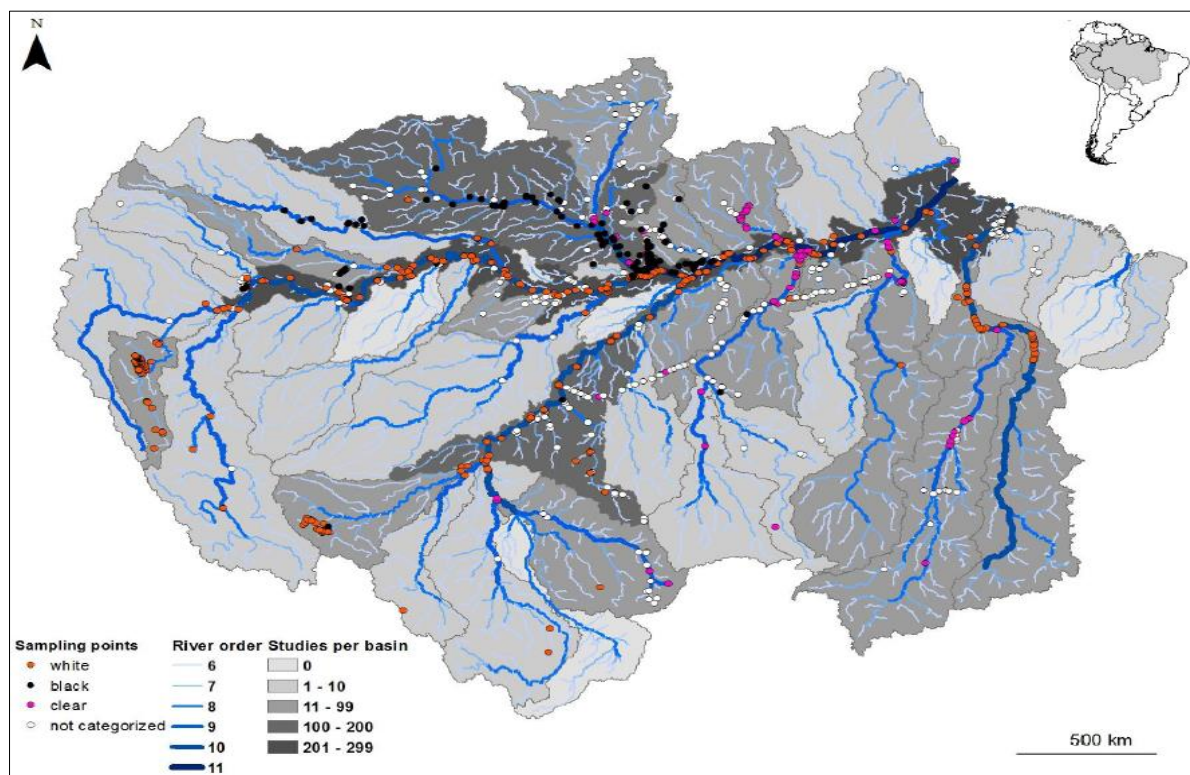 N
Sampling points
white
black
clear
not categorized
River order
6
7
8
9
10
11
Studies per basin
0
1 - 10
11 - 99
100 - 200
201 - 299
500 km